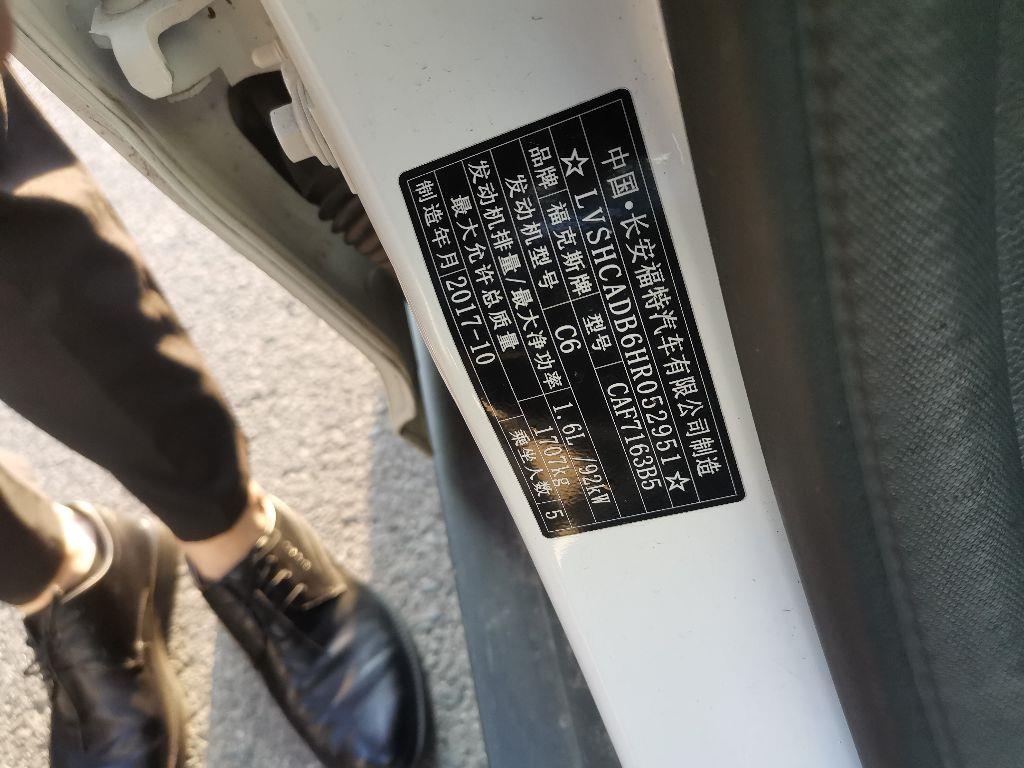 中国·长安福特汽车有限公司制造
☆LVSHCADB6HR052951☆
品牌 福克斯牌 型号 CAF7163B5
发动机型号 C6
发动机排量/最大净功率 1.6L 92kW
最大允许总质量 1707kg
制造年月 2017-10 乘坐人数 5